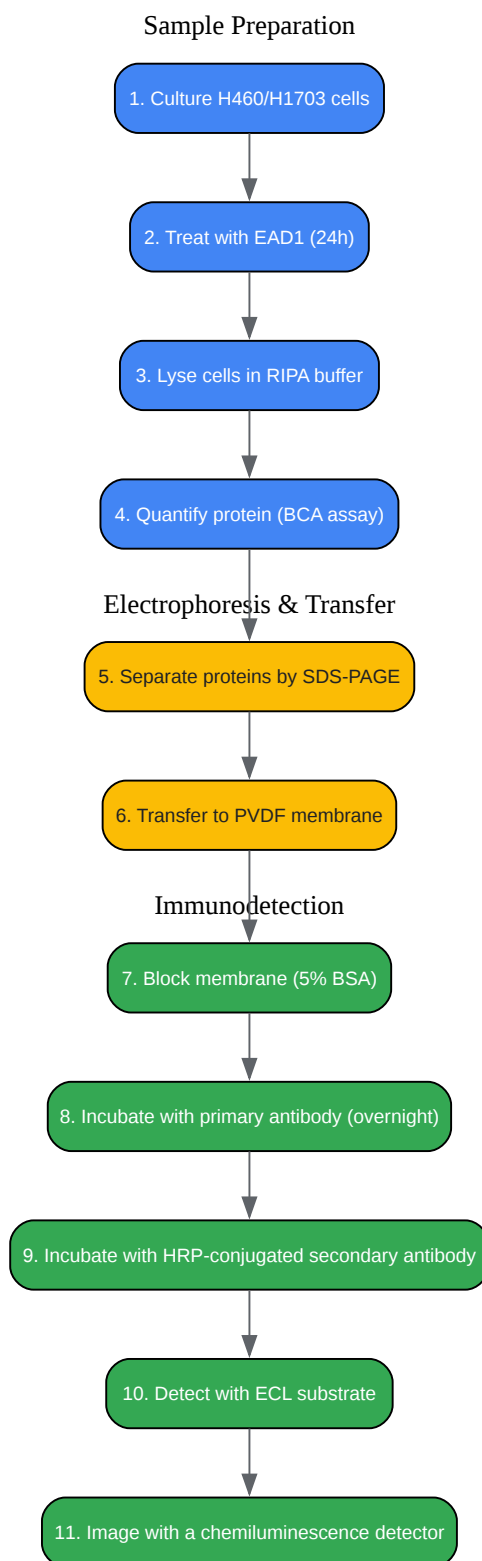 Sample Preparation
1. Culture H460/H1703 cells
2. Treat with EAD1 (24h)
3. Lyse cells in RIPA buffer
4. Quantify protein (BCA assay)
Electrophoresis & Transfer
5. Separate proteins by SDS-PAGE
6. Transfer to PVDF membrane
Immunodetection
7. Block membrane (5% BSA)
8. Incubate with primary antibody (overnight)
9. Incubate with HRP-conjugated secondary antibody
10. Detect with ECL substrate
11. Image with a chemiluminescence detector